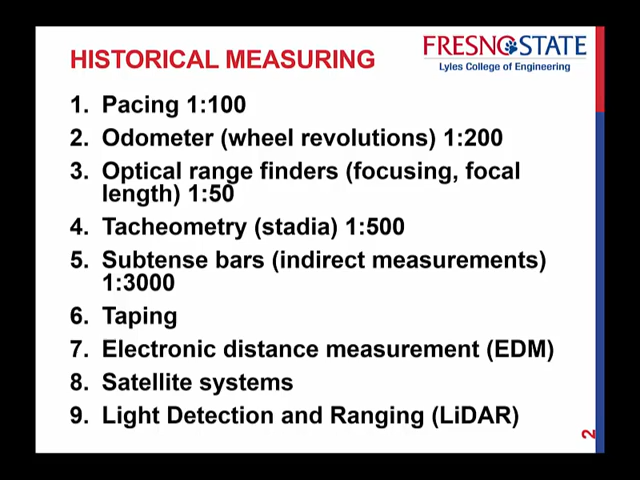 HISTORICAL MEASURING
FRESNO STATE
Lyles College of Engineering
1. Pacing 1:100
2. Odometer (wheel revolutions) 1:200
3. Optical range finders (focusing, focal
length) 1:50
4. Tacheometry (stadia) 1:500
5. Subtense bars (indirect measurements)
1:3000
6. Taping
7. Electronic distance measurement (EDM)
8. Satellite systems
9. Light Detection and Ranging (LiDAR)
2